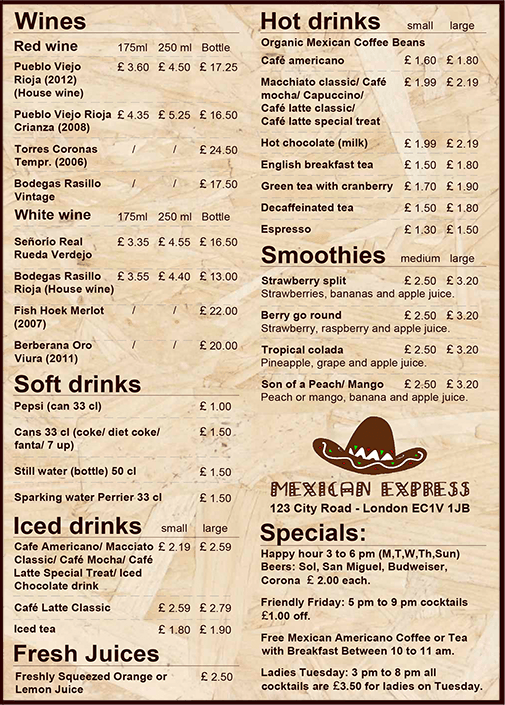 Wines
Red wine 175ml 250 ml Bottle
Pueblo Viejo £ 3.60 £ 4.50 £ 17.25
Rioja (2012)
(House wine)
Pueblo Viejo Rioja £ 4.35 £ 5.25 £ 16.50
Crianza (2008)
Torres Coronas / / £ 24.50
Tempr. (2006)
Bodegas Rasillo / / £ 17.50
Vintage
White wine 175ml 250 ml Bottle
Señorio Real £ 3.35 £ 4.55 £ 16.50
Rueda Verdejo
Bodegas Rasillo £ 3.55 £ 4.40 £ 13.00
Rioja (House wine)
Fish Hoek Merlot / / £ 22.00
(2007)
Berberana Oro / / £ 20.00
Viura (2011)
Soft drinks
Pepsi (can 33 cl) £ 1.00
Cans 33 cl (coke/ diet coke/ £ 1.50
fanta/ 7 up)
Still water (bottle) 50 cl £ 1.50
Sparking water Perrier 33 cl £ 1.50
Iced drinks small large
Cafe Americano/ Macciato £ 2.19 £ 2.59
Classic/ Café Mocha/ Café
Latte Special Treat/ Iced
Chocolate drink
Café Latte Classic £ 2.59 £ 2.79
Iced tea £ 1.80 £ 1.90
Fresh Juices
Freshly Squeezed Orange or £ 2.50
Lemon Juice
Hot drinks small large
Organic Mexican Coffee Beans
Café americano £ 1,60 £ 1.80
Macchiato classic/ Café £ 1.99 £ 2.19
mocha/ Capuccino/
Café latte classic/
Café latte special treat
Hot chocolate (milk) £ 1.99 £ 2.19
English breakfast tea £ 1.50 £ 1.80
Green tea with cranberry £ 1.70 £ 1.90
Decaffeinated tea £ 1.50 £ 1.80
Espresso £ 1.30 £ 1.50
Smoothies medium large
Strawberry split £ 2.50 £ 3.20
Strawberries, bananas and apple juice.
Berry go round £ 2.50 £ 3.20
Strawberry, raspberry and apple juice.
Tropical colada £ 2.50 £ 3.20
Pineapple, grape and apple juice.
Son of a Peach/ Mango £ 2.50 £ 3.20
Peach or mango, banana and apple juice.
MEXICAN EXPRESS
123 City Road - London EC1V 1JB
Specials:
Happy hour 3 to 6 pm (M,T,W,Th,Sun)
Beers: Sol, San Miguel, Budweiser,
Corona £ 2.00 each.
Friendly Friday: 5 pm to 9 pm cocktails
£1.00 off.
Free Mexican Americano Coffee or Tea
with Breakfast Between 10 to 11 am.
Ladies Tuesday: 3 pm to 8 pm all
cocktails are £3.50 for ladies on Tuesday.